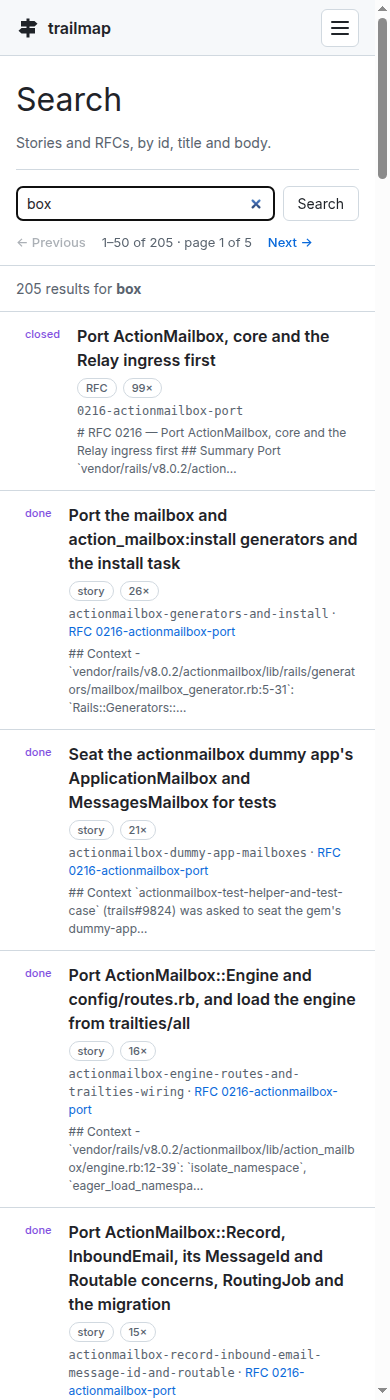 trailmap
Search
Stories and RFCs, by id, title and body.
box
Search
← Previous 1–50 of 205 · page 1 of 5 Next →
205 results for box
closed
Port ActionMailbox, core and the
Relay ingress first
RFC 99×
0216-actionmailbox-port
# RFC 0216 — Port ActionMailbox, core and the
Relay ingress first ## Summary Port
`vendor/rails/v8.0.2/action...
done
Port the mailbox and
action_mailbox:install generators and
the install task
story 26×
actionmailbox-generators-and-install ·
RFC 0216-actionmailbox-port
## Context -
`vendor/rails/v8.0.2/actionmailbox/lib/rails/generat
ors/mailbox/mailbox_generator.rb:5-31`:
`Rails::Generators::...
done
Seat the actionmailbox dummy app's
ApplicationMailbox and
MessagesMailbox for tests
story 21×
actionmailbox-dummy-app-mailboxes · RFC
0216-actionmailbox-port
## Context `actionmailbox-test-helper-and-test-
case` (trails#9824) was asked to seat the gem's
dummy-app...
done
Port ActionMailbox::Engine and
config/routes.rb, and load the engine
from trailties/all
story 16×
actionmailbox-engine-routes-and-
trailties-wiring · RFC 0216-actionmailbox-
port
## Context -
`vendor/rails/v8.0.2/actionmailbox/lib/action_mailb
ox/engine.rb:12-39`: `isolate_namespace`,
`eager_load_namespa...
done
Port ActionMailbox::Record,
InboundEmail, its MessageId and
Routable concerns, RoutingJob and
the migration
story 15×
actionmailbox-record-inbound-email-
message-id-and-routable · RFC 0216-
actionmailbox-port